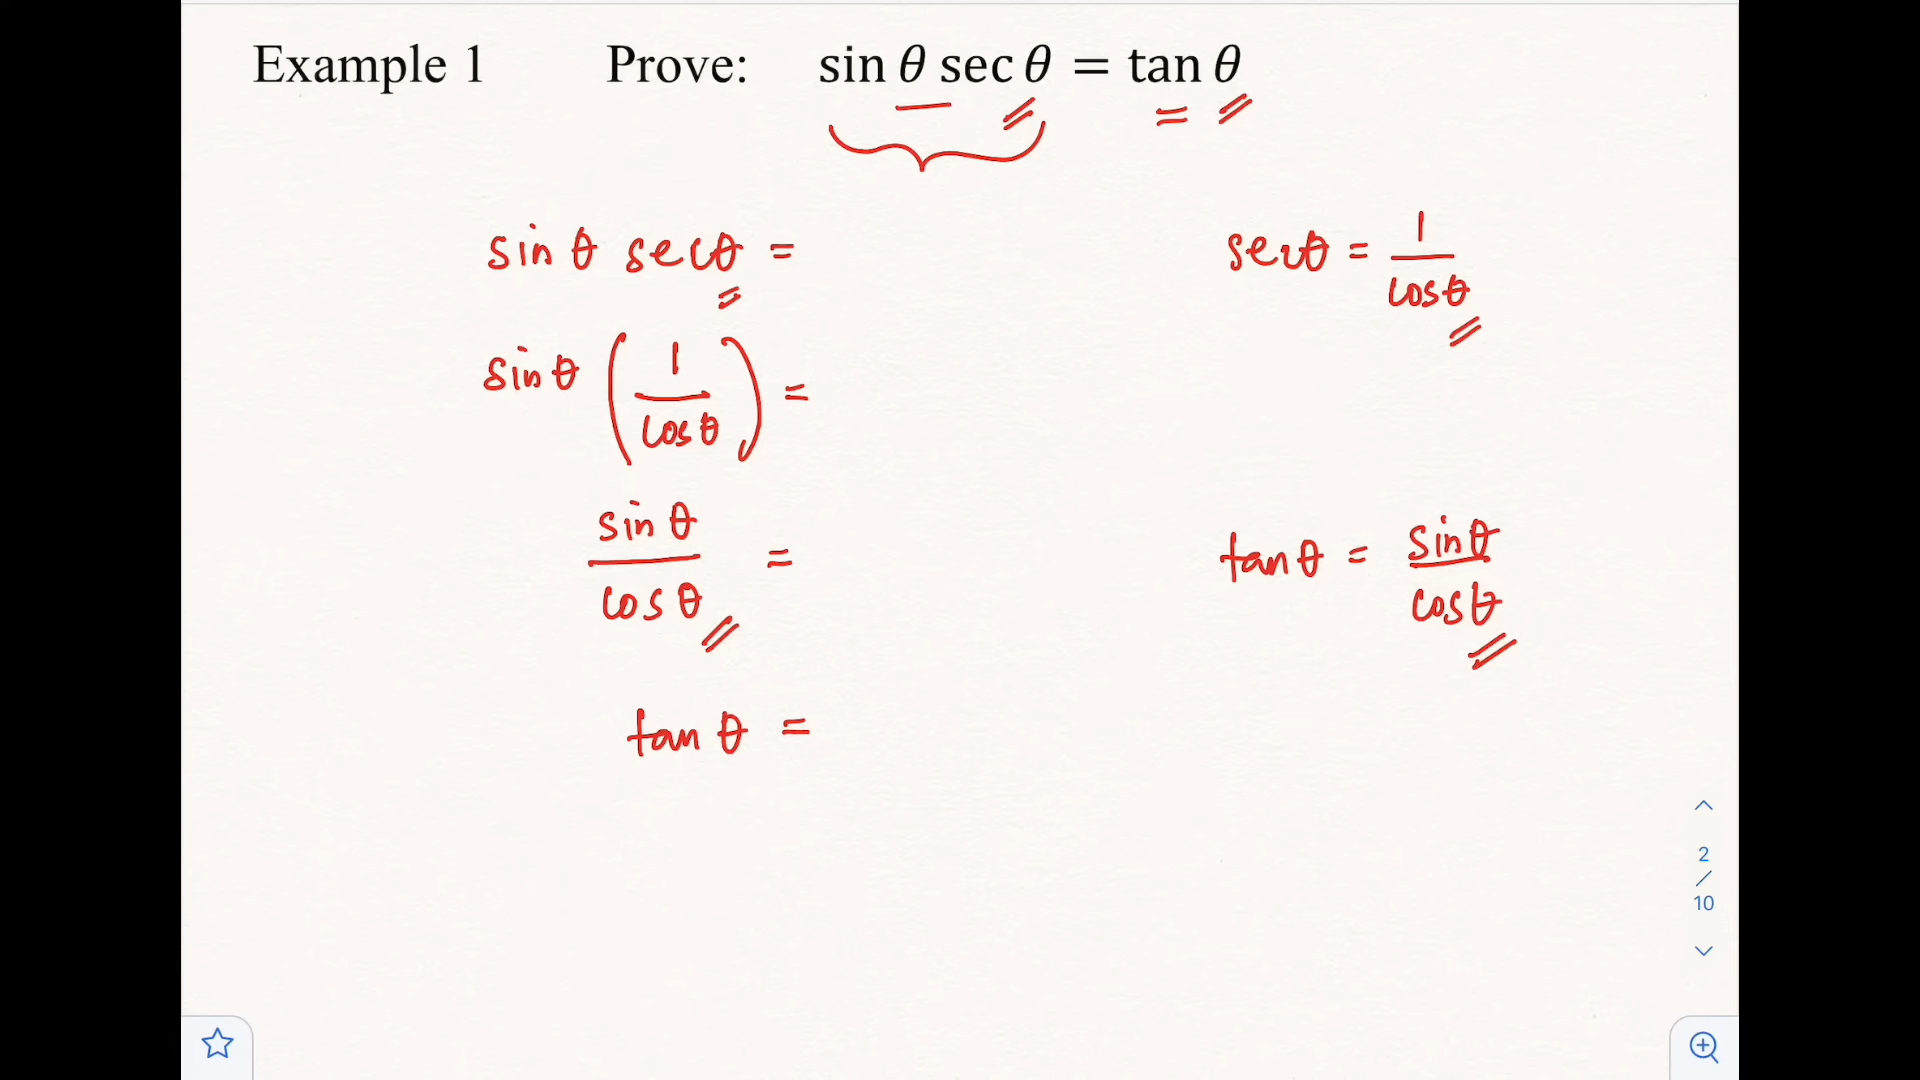 Example 1 Prove: sin θ sec θ = tan θ
sin θ sec θ =
sec θ = 1/cos θ
sin θ (1/cos θ) =
sin θ/cos θ =
tan θ = sin θ/cos θ
tan θ =
2
/
10